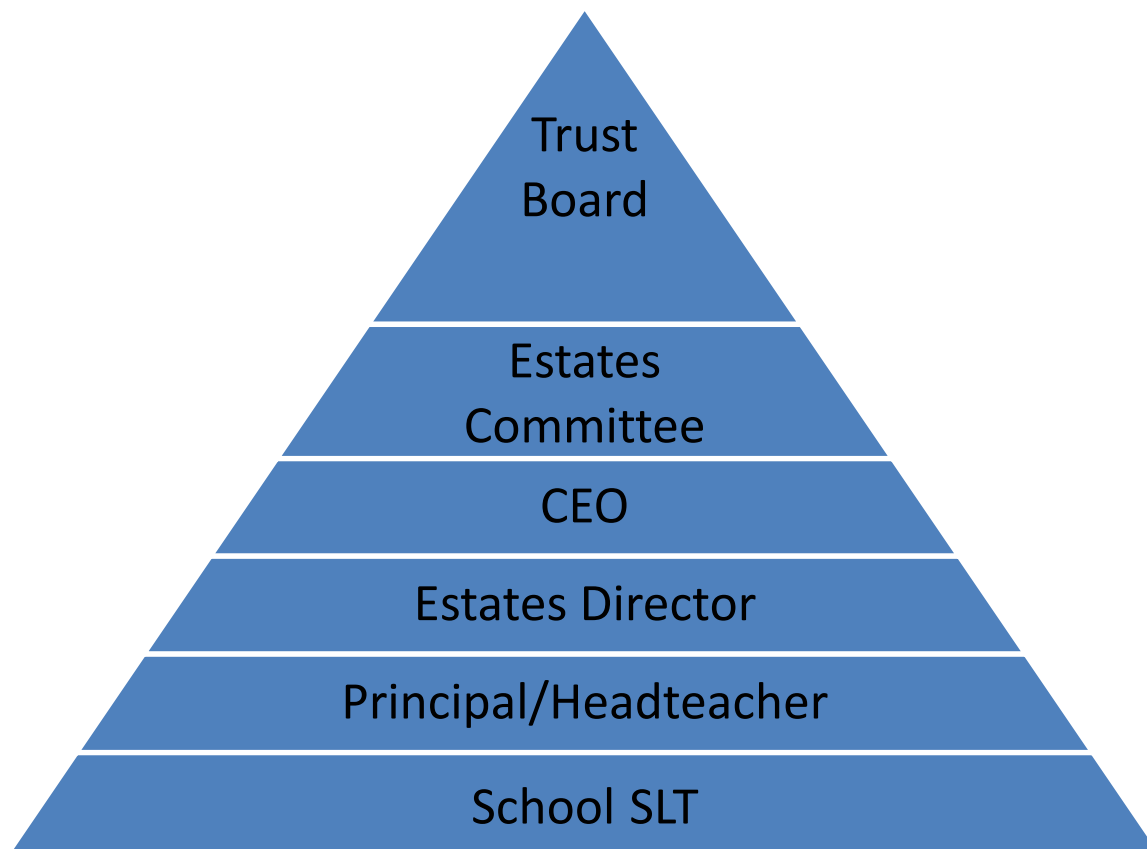 Trust
Board
Estates
Committee
CEO
Estates Director
Principal/Headteacher
School SLT